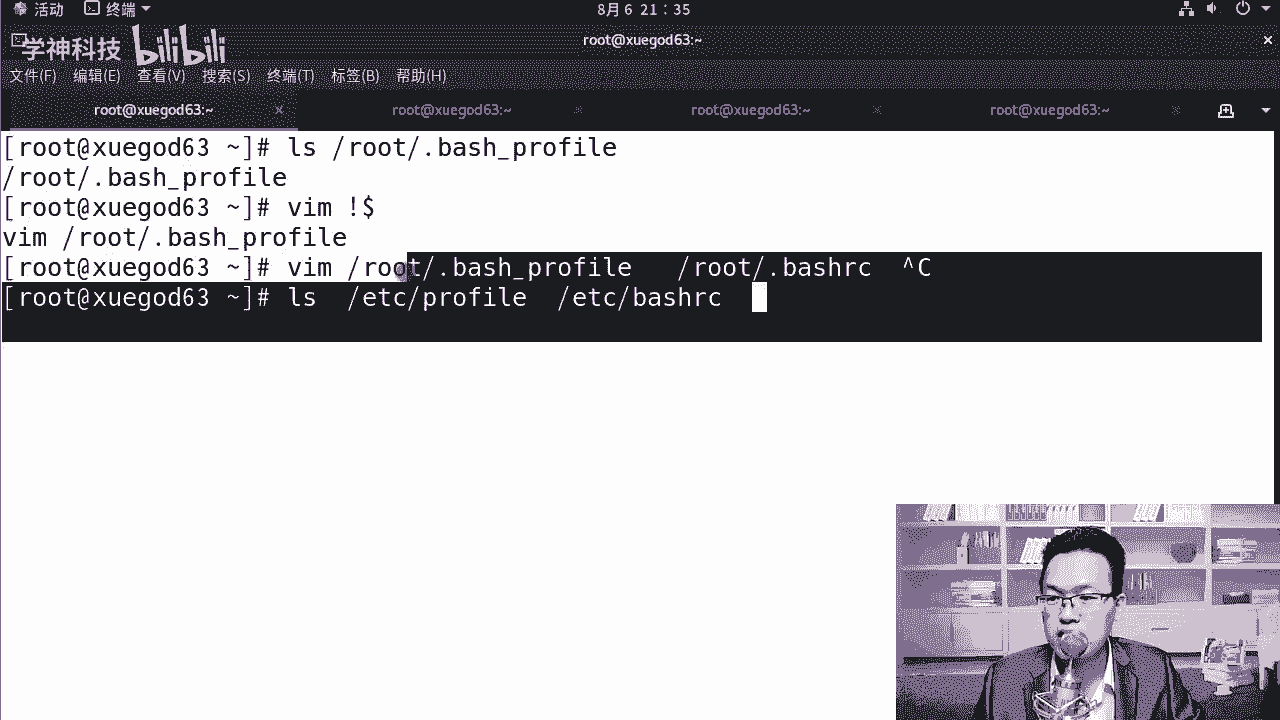 活动 终端 8月 6 21：35
学神科技 bilibili root@xuegod63:~
文件(F) 编辑(E) 查看(V) 搜索(S) 终端(T) 标签(B) 帮助(H)
root@xuegod63:~ root@xuegod63:~ root@xuegod63:~ root@xuegod63:~
[root@xuegod63 ~]# ls /root/.bash_profile
/root/.bash_profile
[root@xuegod63 ~]# vim !$
vim /root/.bash_profile
[root@xuegod63 ~]# vim /root/.bash_profile   /root/.bashrc  ^C
[root@xuegod63 ~]# ls  /etc/profile  /etc/bashrc